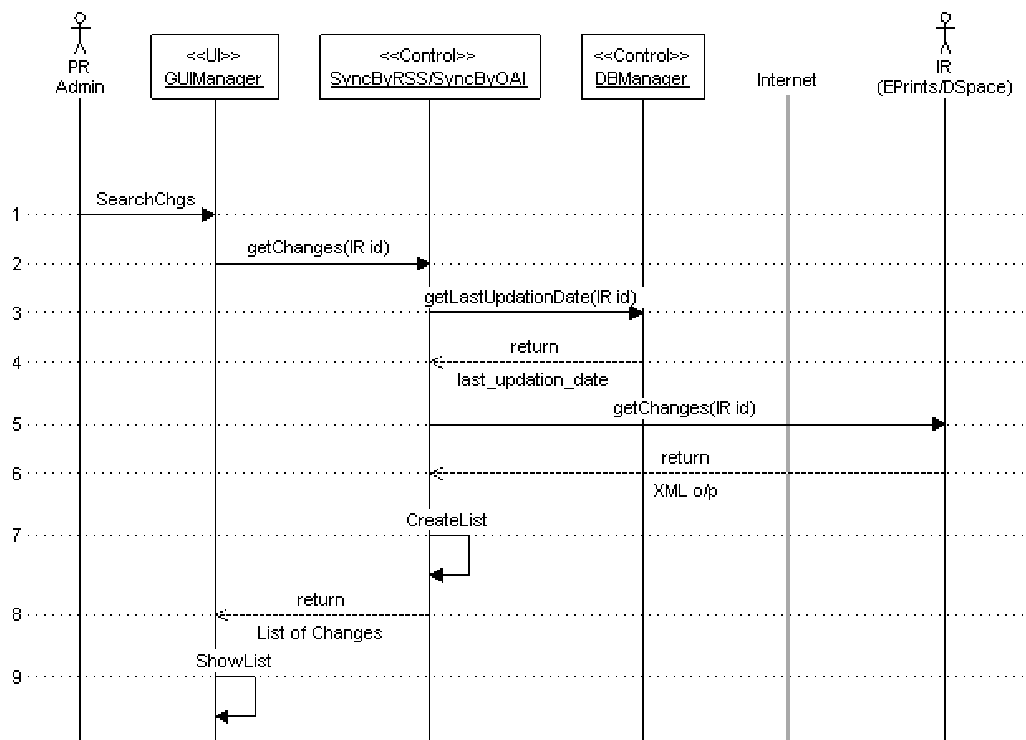 <<UI>>
GUIManager
<<Control>>
SyncByRSS/SyncByOAI
<<Control>>
DBManager
PR
Admin
Internet
IR
(EPrints/DSpace)
1
SearchChgs
2
getChanges(IR id)
3
getLastUpdationDate(IR id)
4
return
last_updation_date
5
getChanges(IR id)
6
return
XML o/p
7
CreateList
8
return
List of Changes
9
ShowList